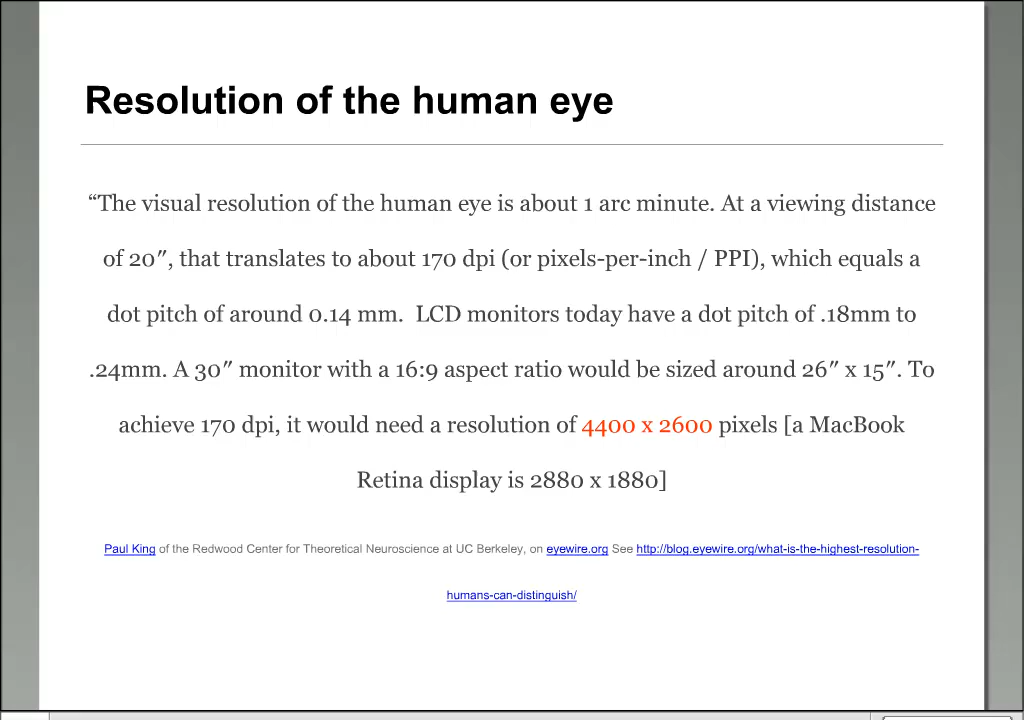 Resolution of the human eye
“The visual resolution of the human eye is about 1 arc minute. At a viewing distance
of 20″, that translates to about 170 dpi (or pixels-per-inch / PPI), which equals a
dot pitch of around 0.14 mm.  LCD monitors today have a dot pitch of .18mm to
.24mm. A 30″ monitor with a 16:9 aspect ratio would be sized around 26″ x 15″. To
achieve 170 dpi, it would need a resolution of 4400 x 2600 pixels [a MacBook
Retina display is 2880 x 1880]
Paul King of the Redwood Center for Theoretical Neuroscience at UC Berkeley, on eyewire.org See http://blog.eyewire.org/what-is-the-highest-resolution-
humans-can-distinguish/